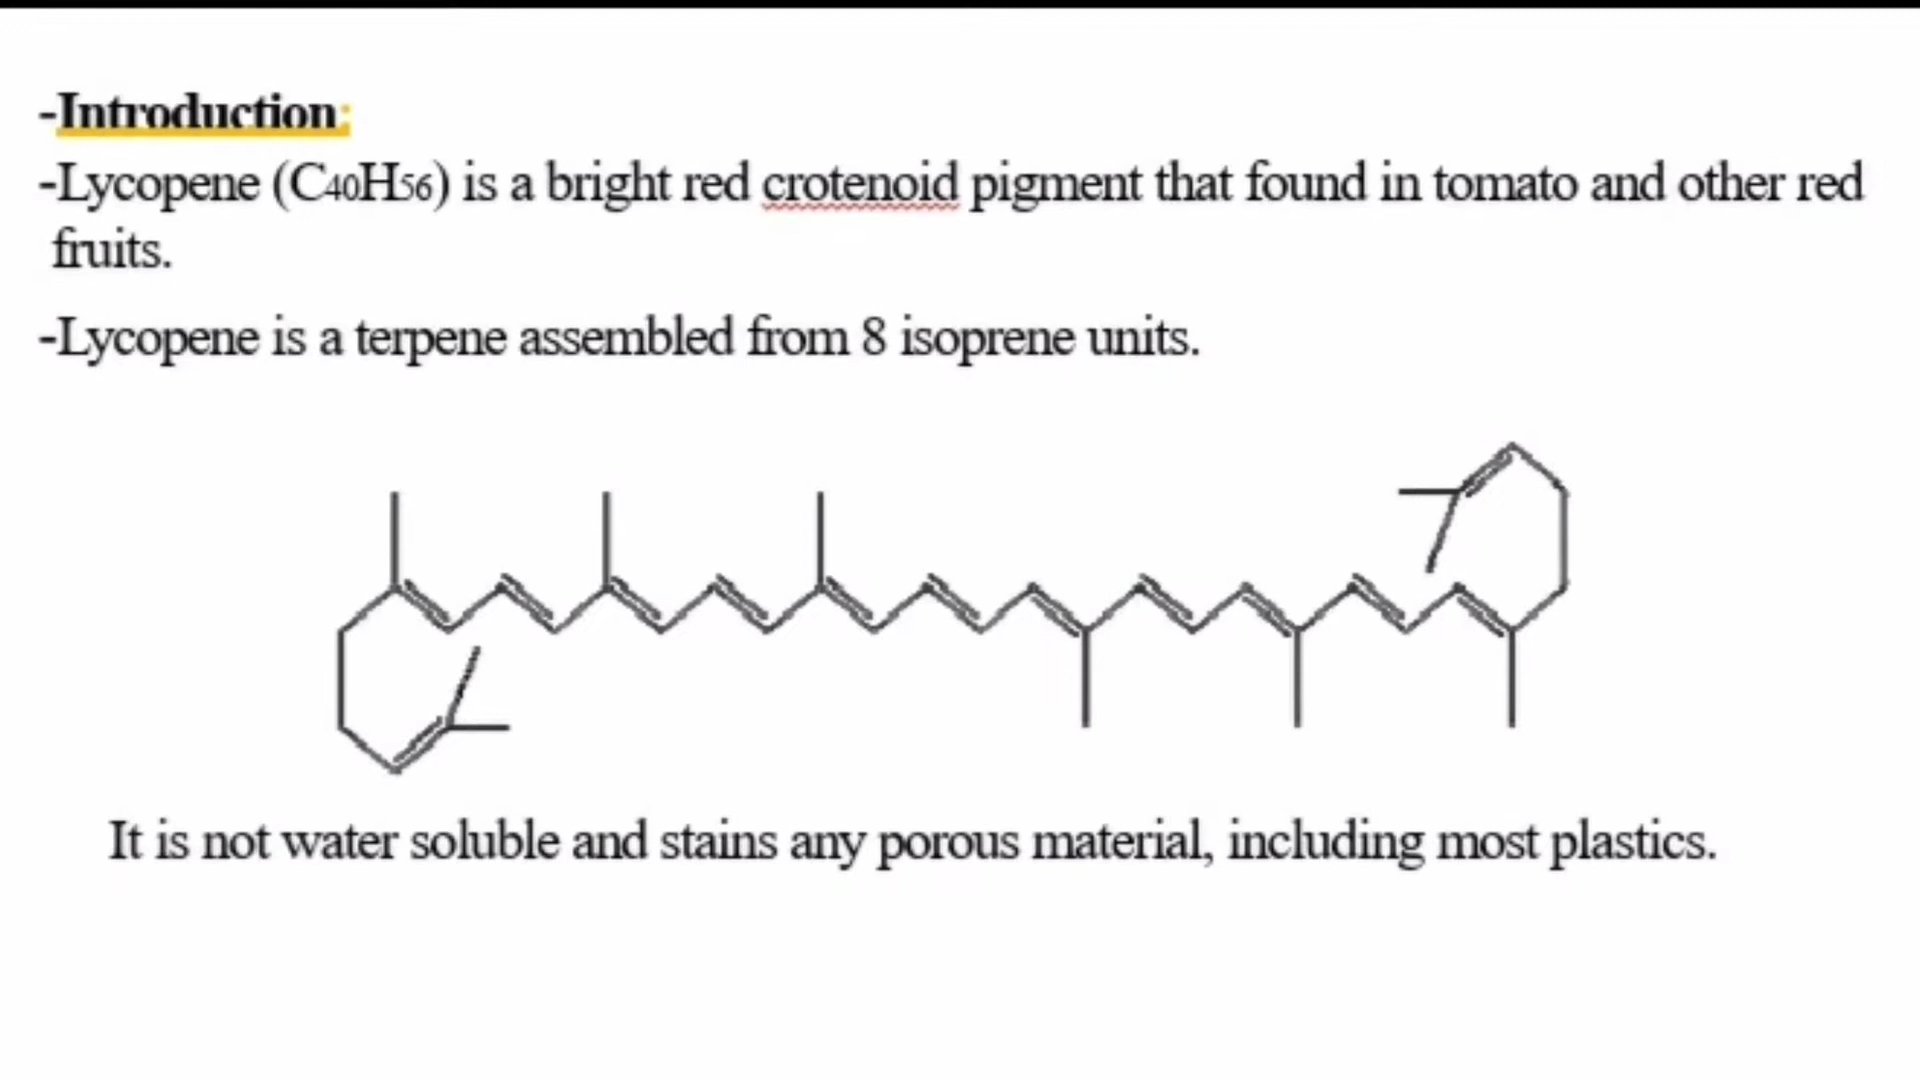 -Introduction:
-Lycopene (C40H56) is a bright red crotenoid pigment that found in tomato and other red
fruits.
-Lycopene is a terpene assembled from 8 isoprene units.
It is not water soluble and stains any porous material, including most plastics.